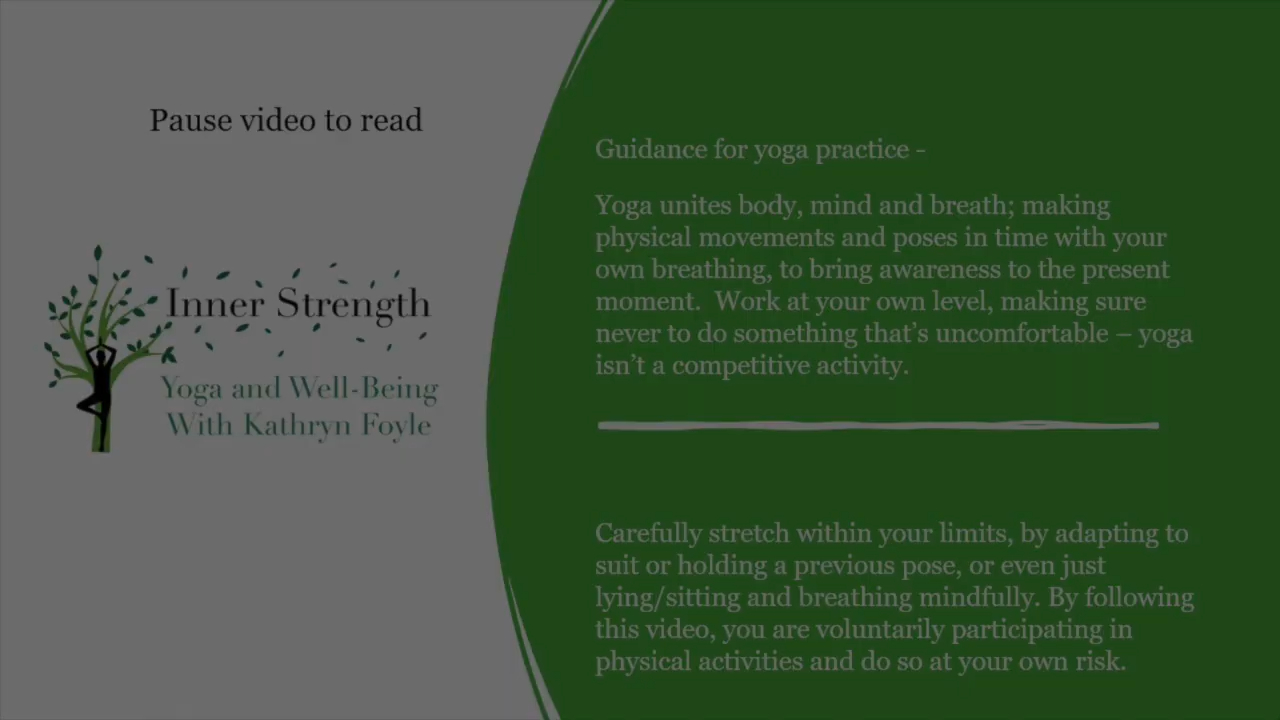 Pause video to read
Inner Strength
Yoga and Well-Being
With Kathryn Foyle
Guidance for yoga practice -
Yoga unites body, mind and breath; making
physical movements and poses in time with your
own breathing, to bring awareness to the present
moment.  Work at your own level, making sure
never to do something that’s uncomfortable – yoga
isn’t a competitive activity.
Carefully stretch within your limits, by adapting to
suit or holding a previous pose, or even just
lying/sitting and breathing mindfully. By following
this video, you are voluntarily participating in
physical activities and do so at your own risk.